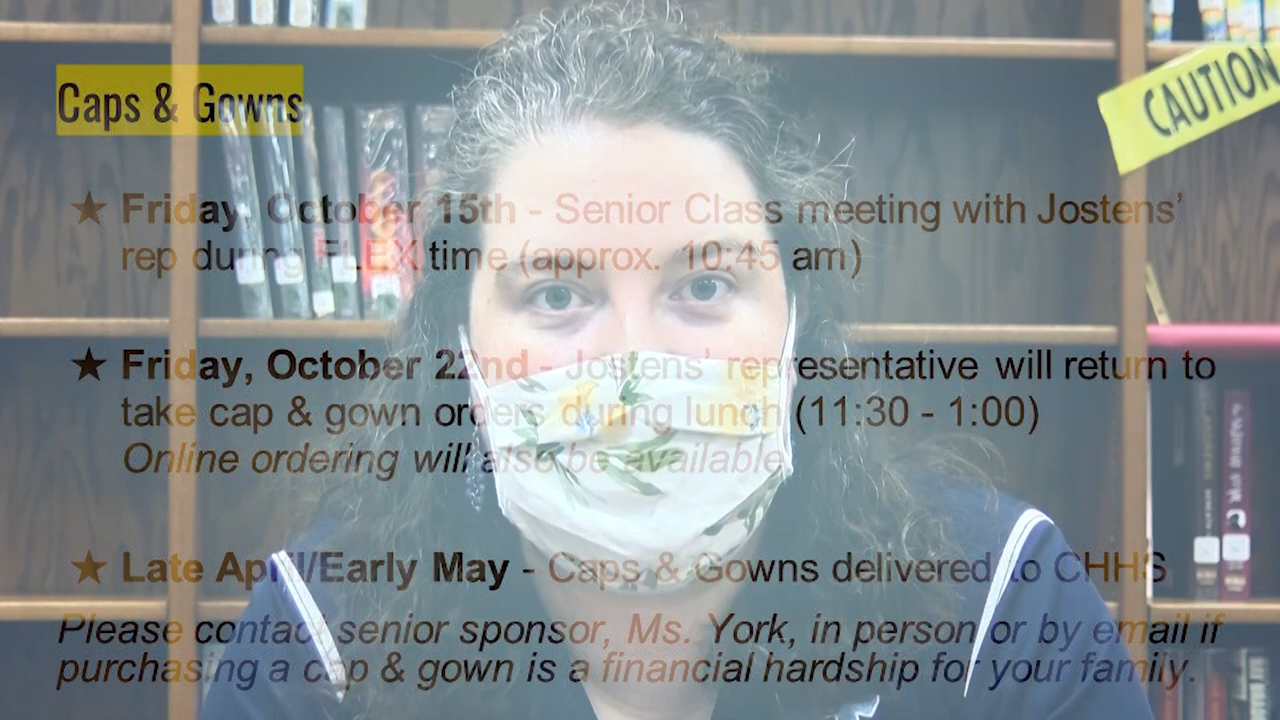 Caps & Gowns
CAUTION
★ Friday, October 15th - Senior Class meeting with Jostens’
rep during FLEX time (approx. 10:45 am)
★ Friday, October 22nd - Jostens’ representative will return to
take cap & gown orders during lunch (11:30 - 1:00)
Online ordering will also be available
★ Late April/Early May - Caps & Gowns delivered to CHHS
Please contact senior sponsor, Ms. York, in person or by email if
purchasing a cap & gown is a financial hardship for your family.